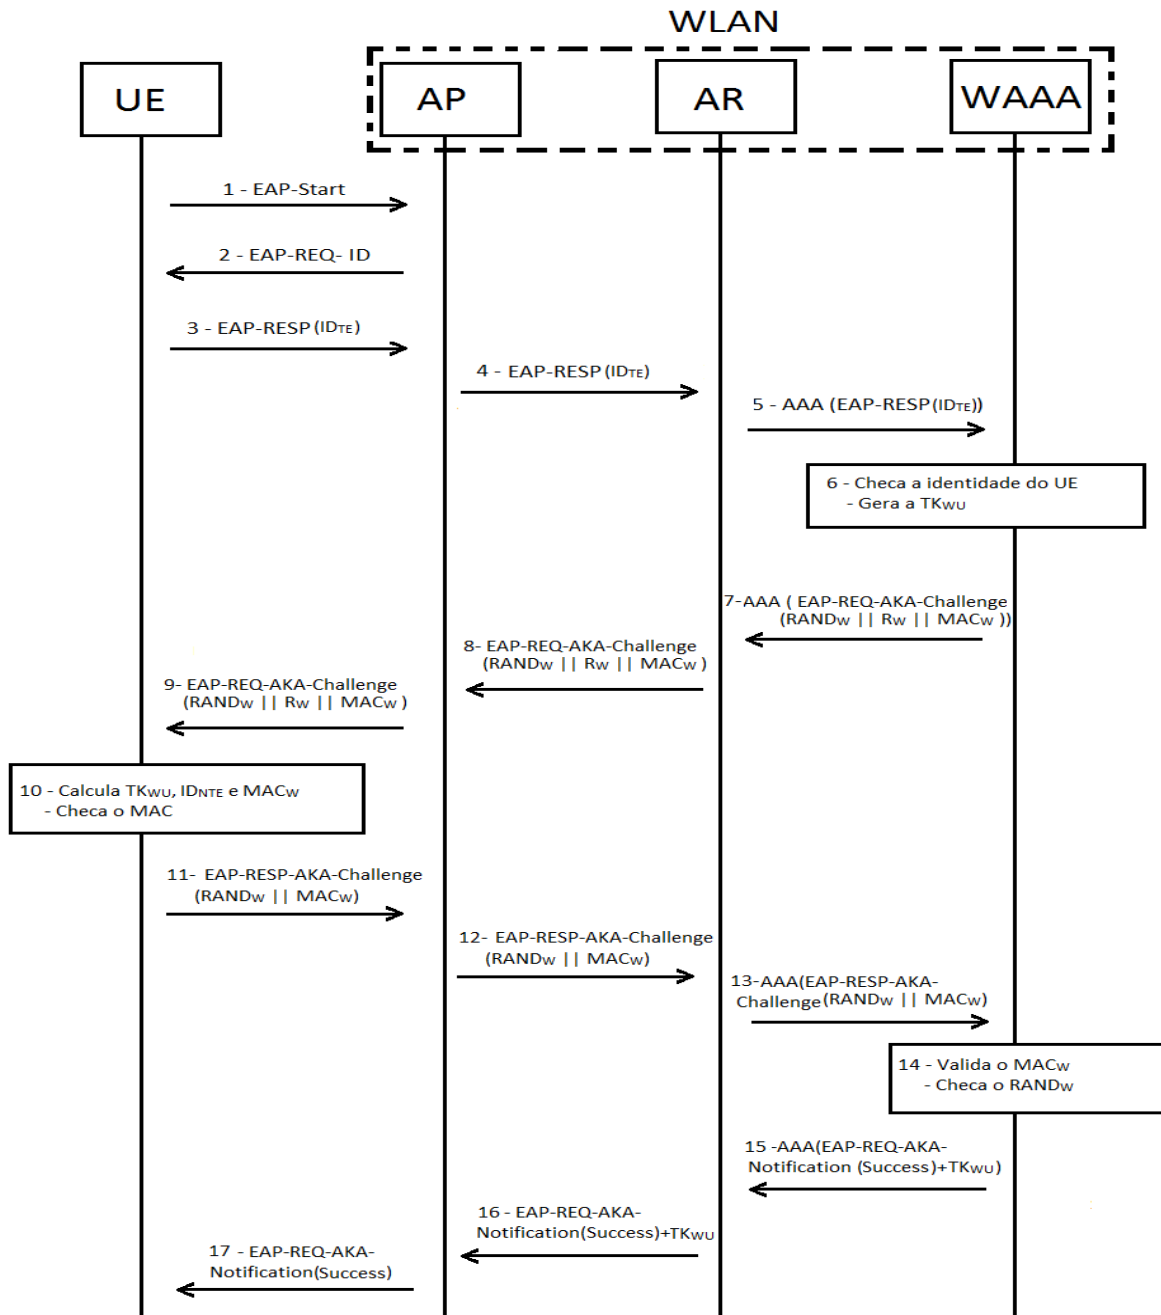 WLAN
UE
AP
AR
WAAA
1 - EAP-Start
2 - EAP-REQ- ID
3 - EAP-RESP (IDTE)
4 - EAP-RESP (IDTE)
5 - AAA (EAP-RESP(IDTE))
6 - Checa a identidade do UE
- Gera a TKWU
7-AAA ( EAP-REQ-AKA-Challenge
(RANDW || RW || MACW ))
8- EAP-REQ-AKA-Challenge
(RANDW || RW || MACW )
9- EAP-REQ-AKA-Challenge
(RANDW || RW || MACW )
10 - Calcula TKWU, IDNTE e MACW
- Checa o MAC
11- EAP-RESP-AKA-Challenge
(RANDW || MACW)
12- EAP-RESP-AKA-Challenge
(RANDW || MACW)
13-AAA(EAP-RESP-AKA-
Challenge(RANDW || MACW)
14 - Valida o MACW
- Checa o RANDW
15 -AAA(EAP-REQ-AKA-
Notification (Success)+TKWU)
16 - EAP-REQ-AKA-
Notification(Success)+TKWU
17 - EAP-REQ-AKA-
Notification(Success)